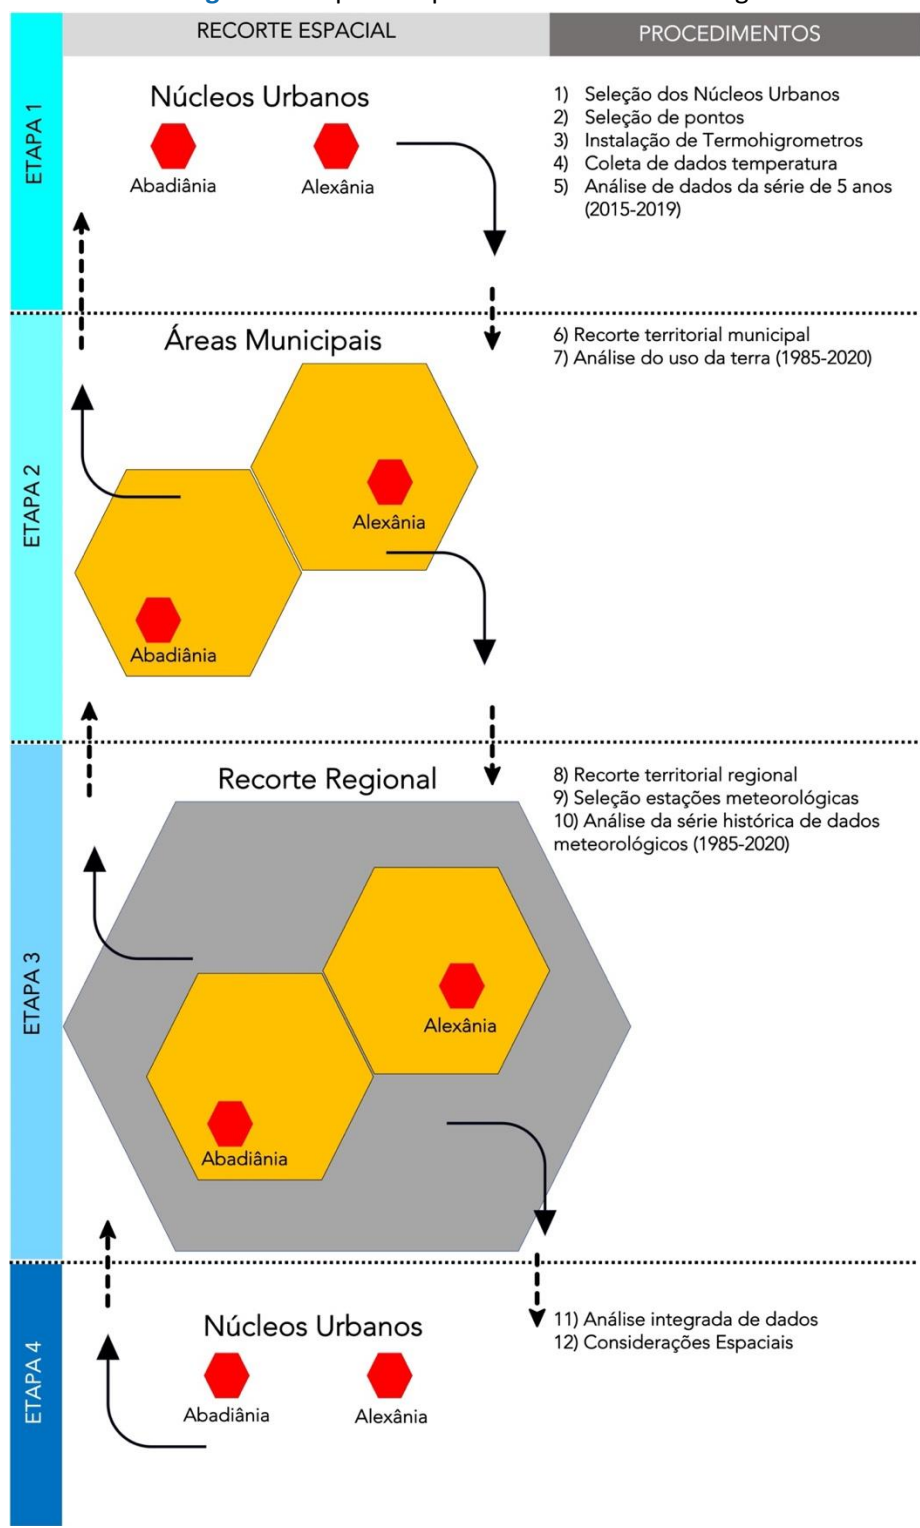 RECORTE ESPACIAL
PROCEDIMENTOS
ETAPA 1
Núcleos Urbanos
Abadiânia
Alexânia
1) Seleção dos Núcleos Urbanos
2) Seleção de pontos
3) Instalação de Termohigrometros
4) Coleta de dados temperatura
5) Análise de dados da série de 5 anos
(2015-2019)
ETAPA 2
Áreas Municipais
Alexânia
Abadiânia
6) Recorte territorial municipal
7) Análise do uso da terra (1985-2020)
ETAPA 3
Recorte Regional
Alexânia
Abadiânia
8) Recorte territorial regional
9) Seleção estações meteorológicas
10) Análise da série histórica de dados
meteorológicos (1985-2020)
ETAPA 4
Núcleos Urbanos
Abadiânia
Alexânia
11) Análise integrada de dados
12) Considerações Espaciais